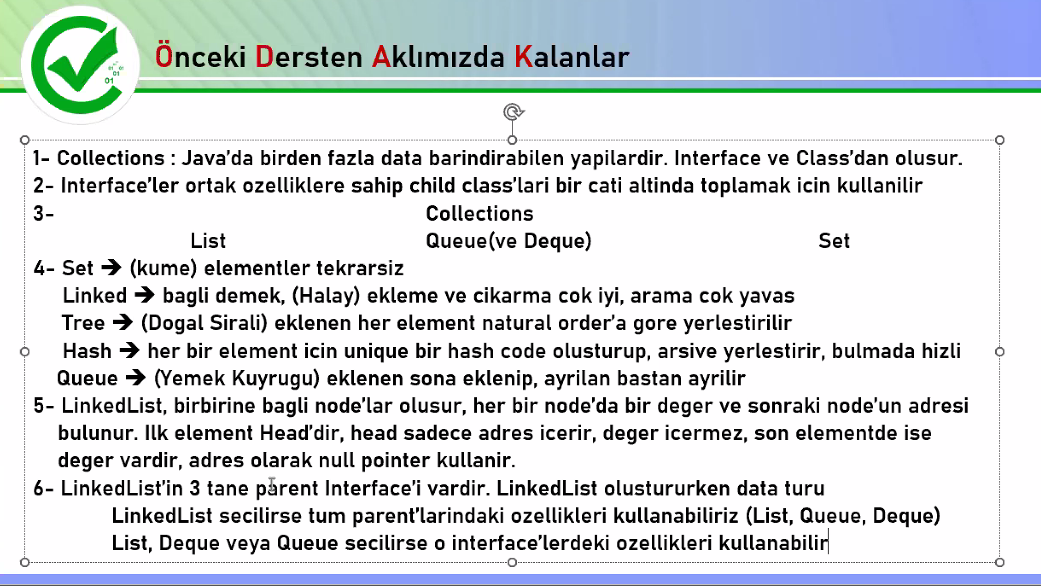 Önceki Dersten Aklımızda Kalanlar
1- Collections : Java'da birden fazla data barindirabilen yapilardir. Interface ve Class'dan olusur.
2- Interface'ler ortak ozelliklere sahip child class'lari bir cati altinda toplamak icin kullanilir
3- Collections
List Queue(ve Deque) Set
4- Set ➔ (kume) elementler tekrarsiz
Linked ➔ bagli demek, (Halay) ekleme ve cikarma cok iyi, arama cok yavas
Tree ➔ (Dogal Sirali) eklenen her element natural order'a gore yerlestirilir
Hash ➔ her bir element icin unique bir hash code olusturup, arsive yerlestirir, bulmada hizli
Queue ➔ (Yemek Kuyrugu) eklenen sona eklenip, ayrilan bastan ayrilir
5- LinkedList, birbirine bagli node'lar olusur, her bir node'da bir deger ve sonraki node'un adresi
bulunur. Ilk element Head'dir, head sadece adres icerir, deger icermez, son elementde ise
deger vardir, adres olarak null pointer kullanir.
6- LinkedList'in 3 tane parent Interface'i vardir. LinkedList olustururken data turu
LinkedList secilirse tum parent'larindaki ozellikleri kullanabiliriz (List, Queue, Deque)
List, Deque veya Queue secilirse o interface'lerdeki ozellikleri kullanabilir